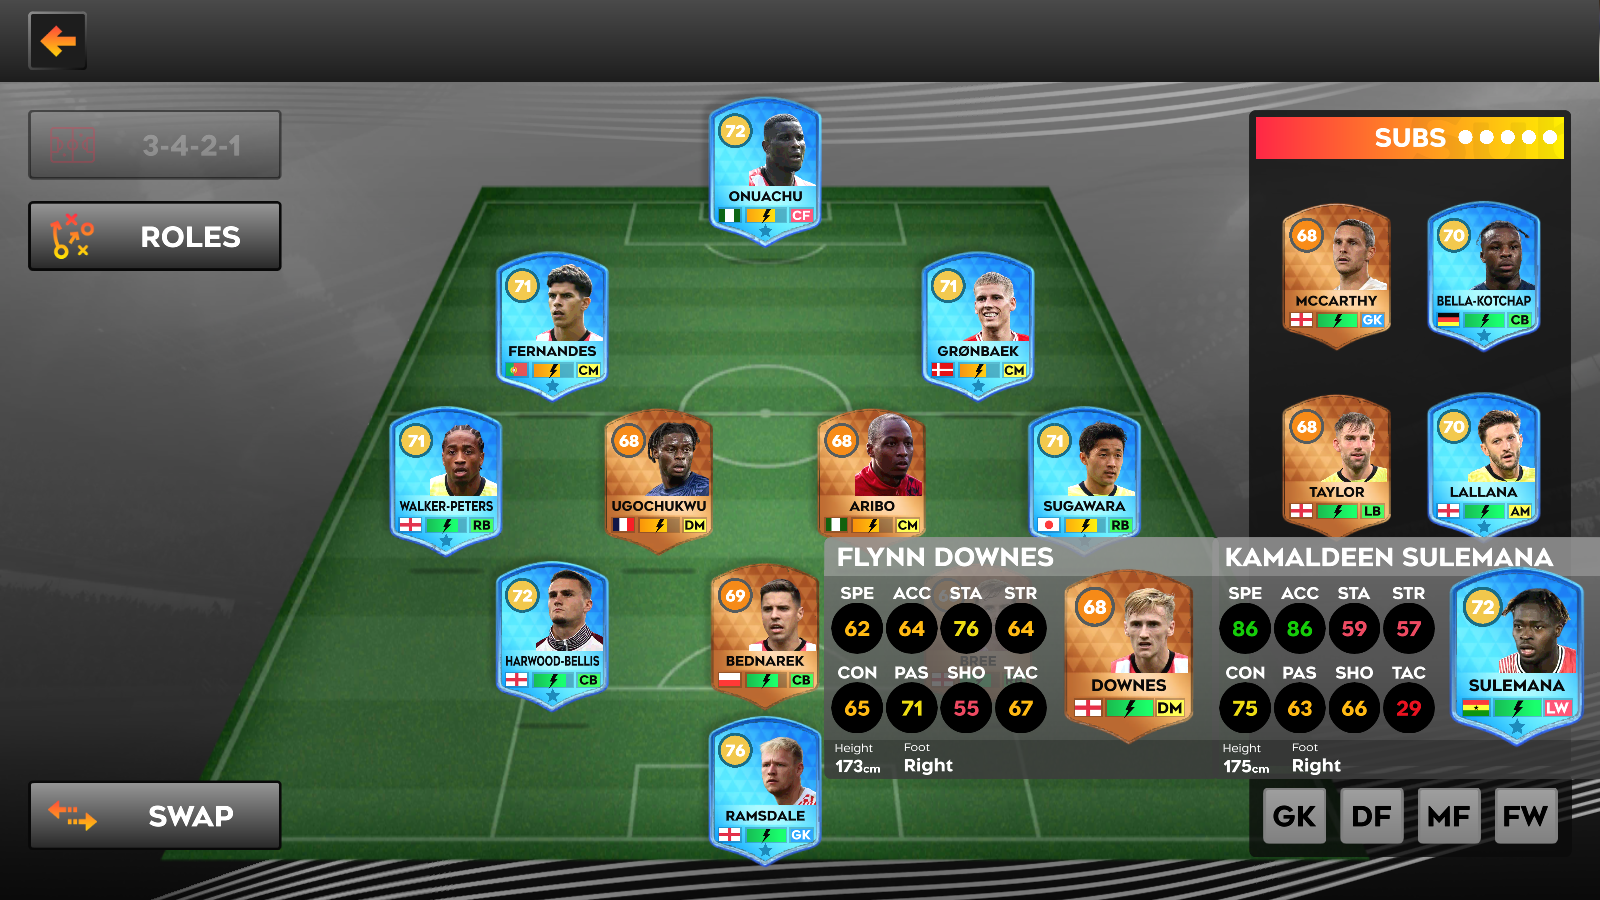 3-4-2-1
ROLES
SWAP
72
ONUACHU
CF
71
FERNANDES
CM
71
GRØNBAEK
CM
71
WALKER-PETERS
RB
68
UGOCHUKWU
DM
68
ARIBO
CM
71
SUGAWARA
RB
72
HARWOOD-BELLIS
CB
69
BEDNAREK
CB
BREE
76
RAMSDALE
GK
SUBS
68
MCCARTHY
GK
70
BELLA-KOTCHAP
CB
68
TAYLOR
LB
70
LALLANA
AM
FLYNN DOWNES
SPE ACC STA STR
62 64 76 64
CON PAS SHO TAC
65 71 55 67
Height Foot
173cm Right
68
DOWNES
DM
KAMALDEEN SULEMANA
SPE ACC STA STR
86 86 59 57
CON PAS SHO TAC
75 63 66 29
Height Foot
175cm Right
72
SULEMANA
LW
GK DF MF FW